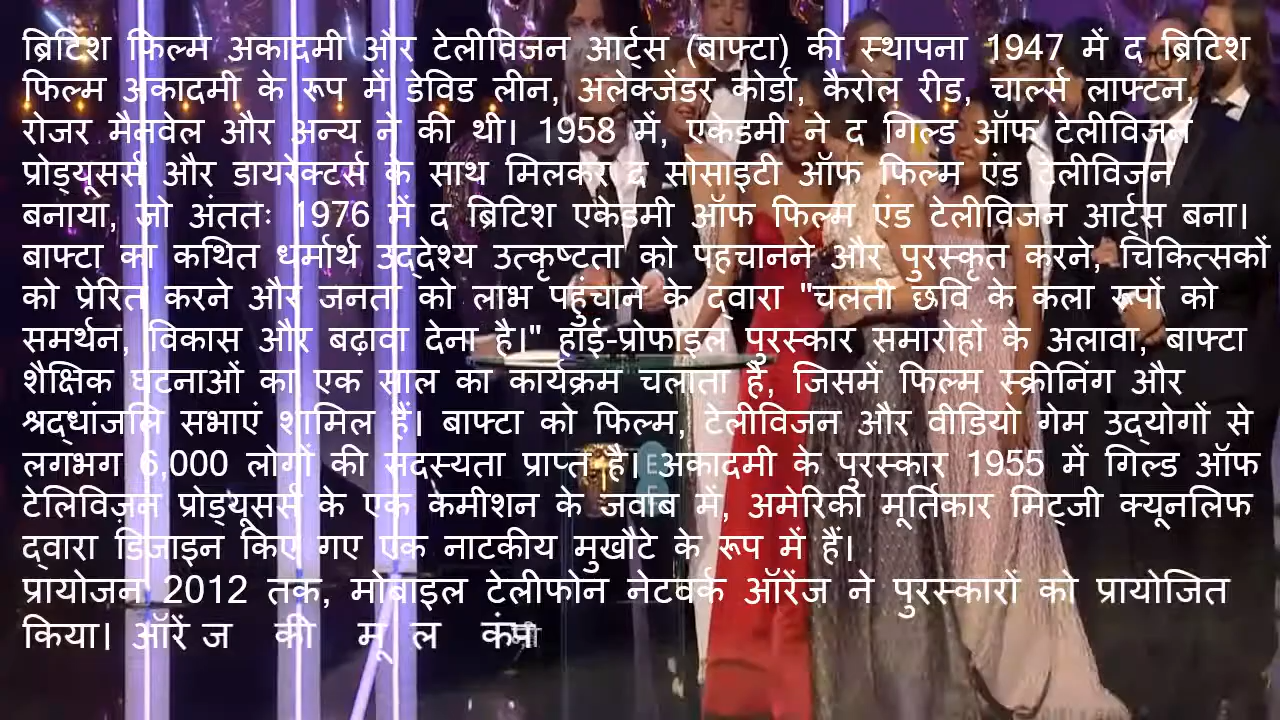 ब्रिटिश फिल्म अकादमी और टेलीविजन आर्ट्स (बाफ्टा) की स्थापना 1947 में द ब्रिटिश
फिल्म अकादमी के रूप में डेविड लीन, अलेक्जेंडर कोर्डा, कैरोल रीड, चार्ल्स लाफ्टन,
रोजर मैनवेल और अन्य ने की थी। 1958 में, एकेडमी ने द गिल्ड ऑफ टेलीविजन
प्रोड्यूसर्स और डायरेक्टर्स के साथ मिलकर द सोसाइटी ऑफ फिल्म एंड टेलीविजन
बनाया, जो अंततः 1976 में द ब्रिटिश एकेडमी ऑफ फिल्म एंड टेलीविजन आर्ट्स बना।
बाफ्टा का कथित धर्मार्थ उद्देश्य उत्कृष्टता को पहचानने और पुरस्कृत करने, चिकित्सकों
को प्रेरित करने और जनता को लाभ पहुंचाने के द्वारा "चलती छवि के कला रूपों को
समर्थन, विकास और बढ़ावा देना है।" हाई-प्रोफाइल पुरस्कार समारोहों के अलावा, बाफ्टा
शैक्षिक घटनाओं का एक साल का कार्यक्रम चलाता है, जिसमें फिल्म स्क्रीनिंग और
श्रद्धांजलि सभाएं शामिल हैं। बाफ्टा को फिल्म, टेलीविजन और वीडियो गेम उद्योगों से
लगभग 6,000 लोगों की सदस्यता प्राप्त है। अकादमी के पुरस्कार 1955 में गिल्ड ऑफ
टेलिविज़न प्रोड्यूसर्स के एक कमीशन के जवाब में, अमेरिकी मूर्तिकार मिट्जी क्यूनलिफ
द्वारा डिजाइन किए गए एक नाटकीय मुखौटे के रूप में हैं।
प्रायोजन 2012 तक, मोबाइल टेलीफोन नेटवर्क ऑरेंज ने पुरस्कारों को प्रायोजित
किया। ऑरेंज की मूल